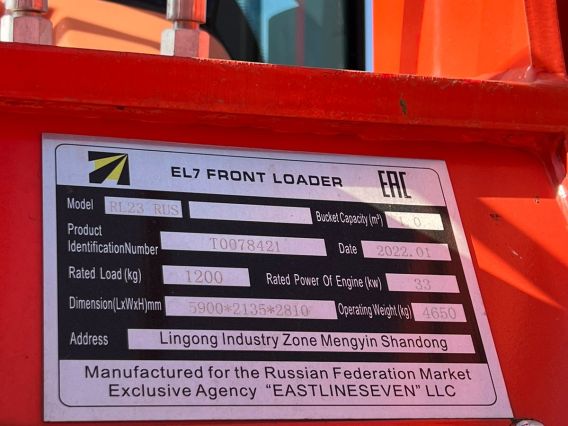 EL7 FRONT LOADER EAC
Model RL23 RUS Bucket Capacity (m³) 1.0
Product
IdentificationNumber T0078421 Date 2022.01
Rated Load (kg) 1200 Rated Power Of Engine (kw) 33
Dimension(LxWxH)mm 5900*2135*2810 Operating Weight (kg) 4650
Address Lingong Industry Zone Mengyin Shandong
Manufactured for the Russian Federation Market
Exclusive Agency "EASTLINESEVEN" LLC